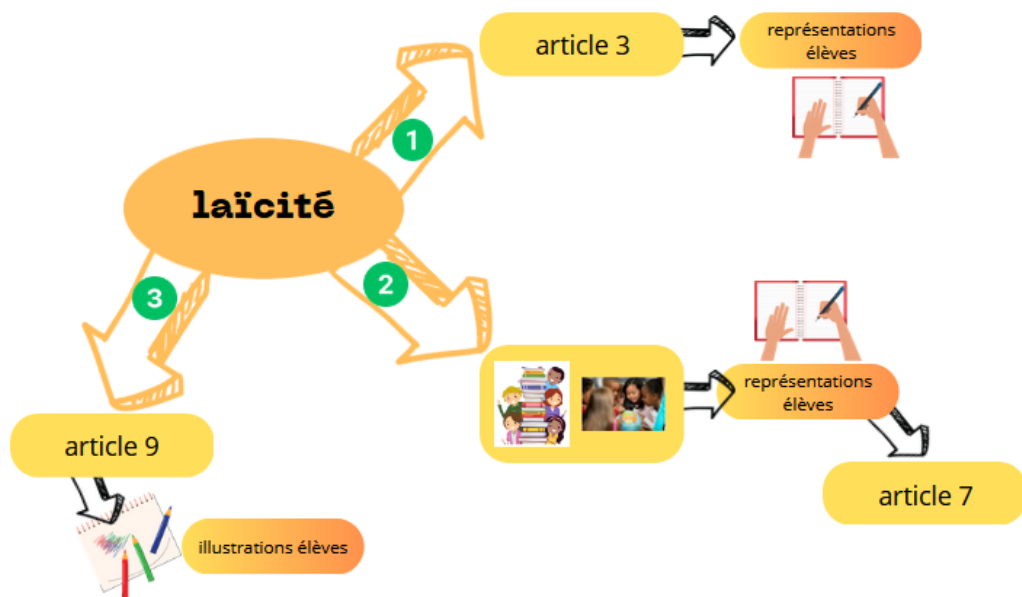 article 3
représentations
élèves
1
laïcité
2
3
représentations
élèves
article 7
article 9
illustrations élèves